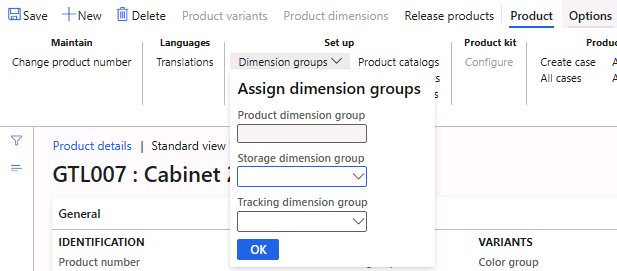 Save New Delete Product variants Product dimensions Release products Product Options
Maintain Languages Set up Product kit
Change product number Translations Dimension groups Product catalogs Configure Create case
All cases
Assign dimension groups
Product dimension group
Storage dimension group
Tracking dimension group
OK
Product details | Standard view
GTL007 : Cabinet
General
IDENTIFICATION VARIANTS
Product number Color group